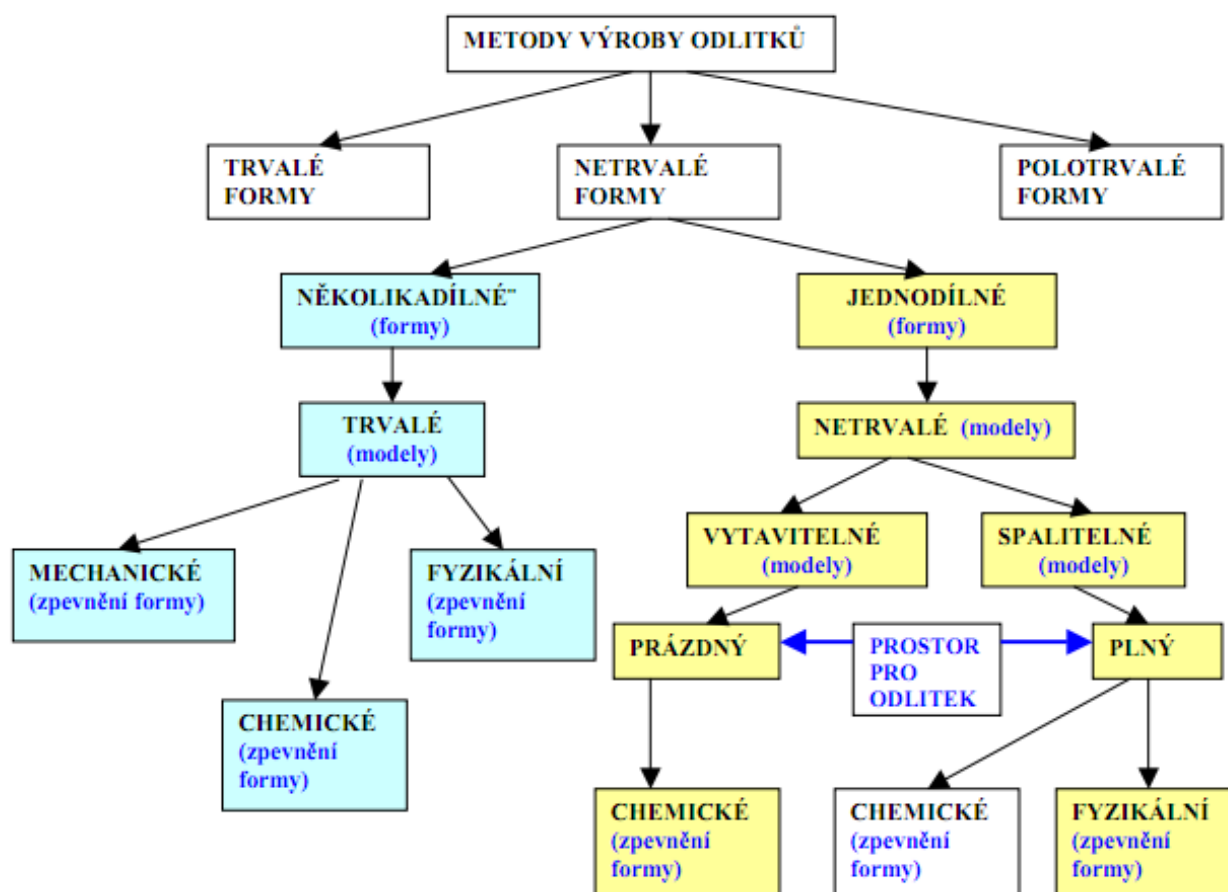 METODY VÝROBY ODLITKŮ
TRVALÉ
FORMY
NETRVALÉ
FORMY
POLOTRVALÉ
FORMY
NĚKOLIKADÍLNÉ¨
(formy)
JEDNODÍLNÉ
(formy)
TRVALÉ
(modely)
NETRVALÉ (modely)
MECHANICKÉ
(zpevnění formy)
FYZIKÁLNÍ
(zpevnění
formy)
VYTAVITELNÉ
(modely)
SPALITELNÉ
(modely)
PRÁZDNÝ
PROSTOR
PRO
ODLITEK
PLNÝ
CHEMICKÉ
(zpevnění
formy)
CHEMICKÉ
(zpevnění
formy)
CHEMICKÉ
(zpevnění
formy)
FYZIKÁLNÍ
(zpevnění
formy)